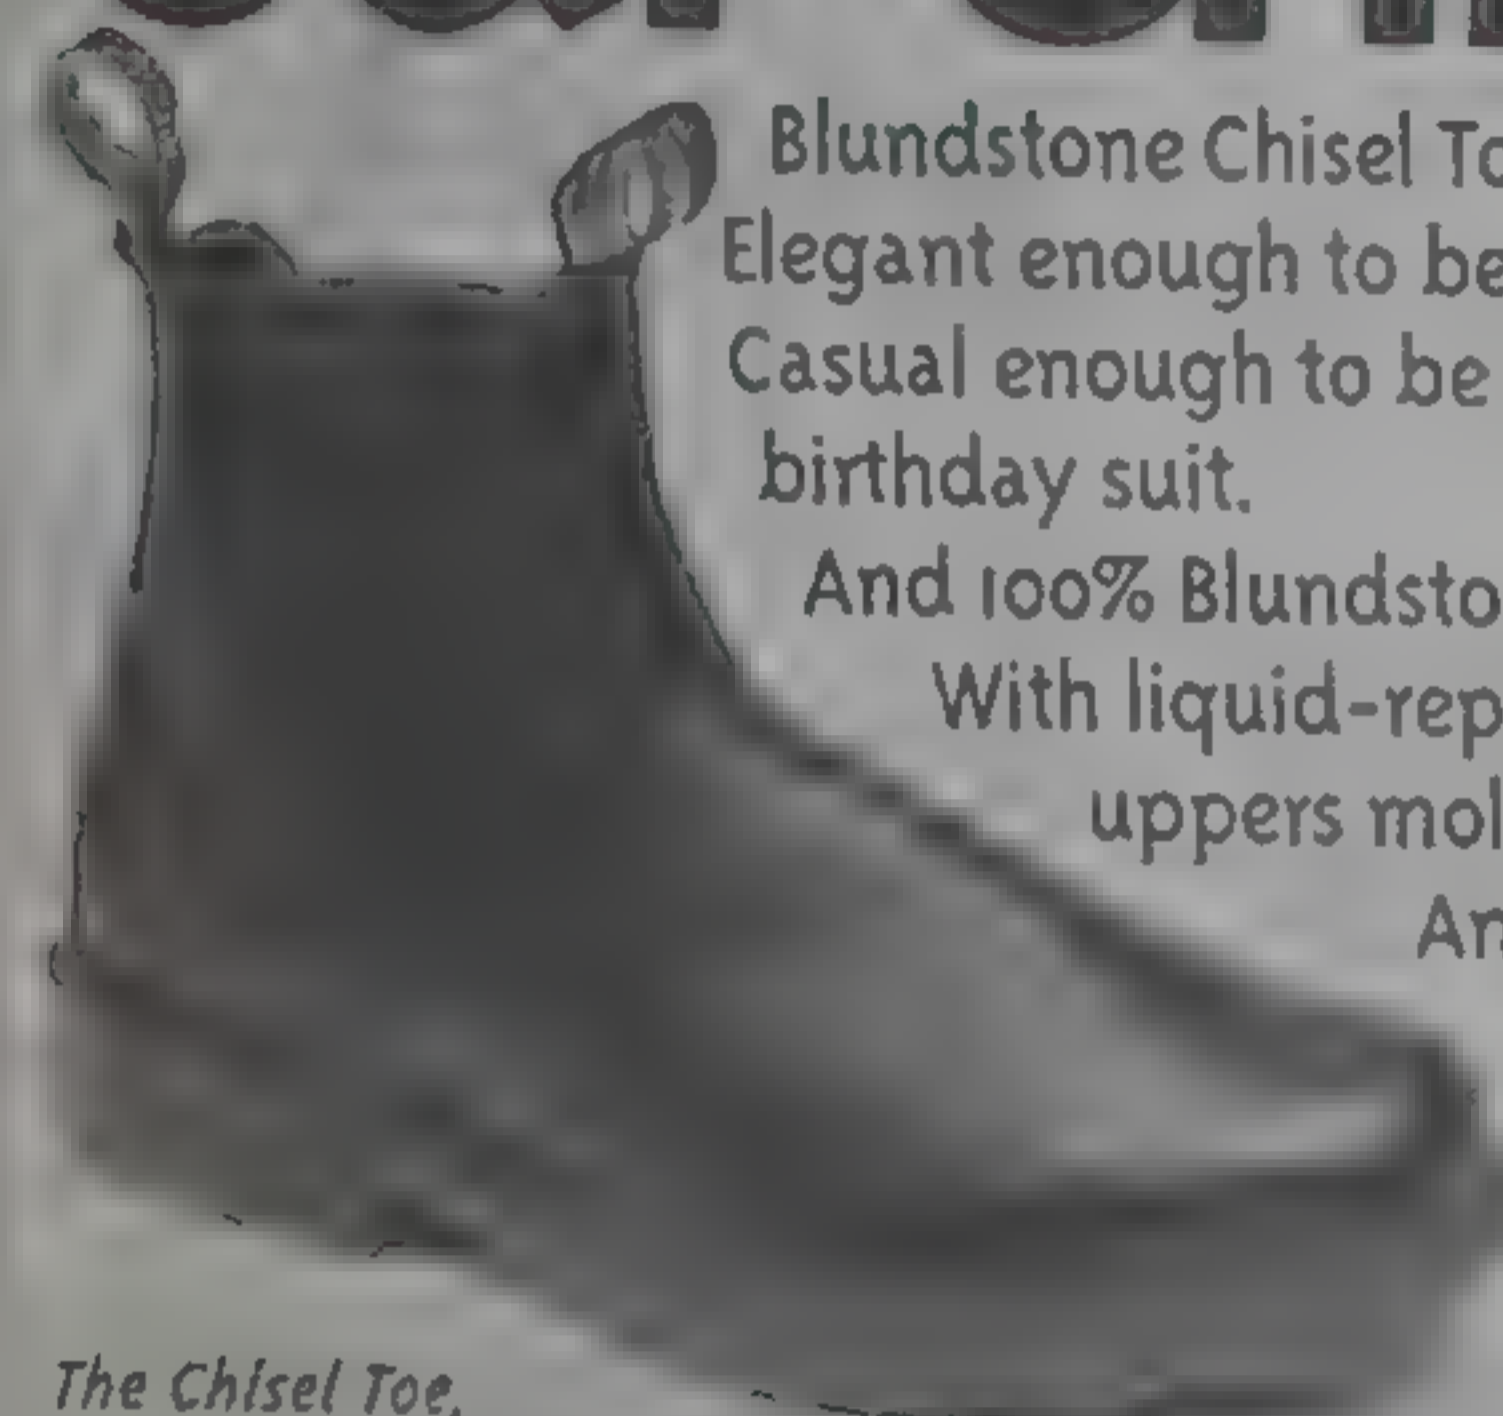 Blundstone Chisel To
Elegant enough to be
Casual enough to be
birthday suit.
And 100% Blundsto
With liquid-rep
uppers mol
An
The Chisel Toe.